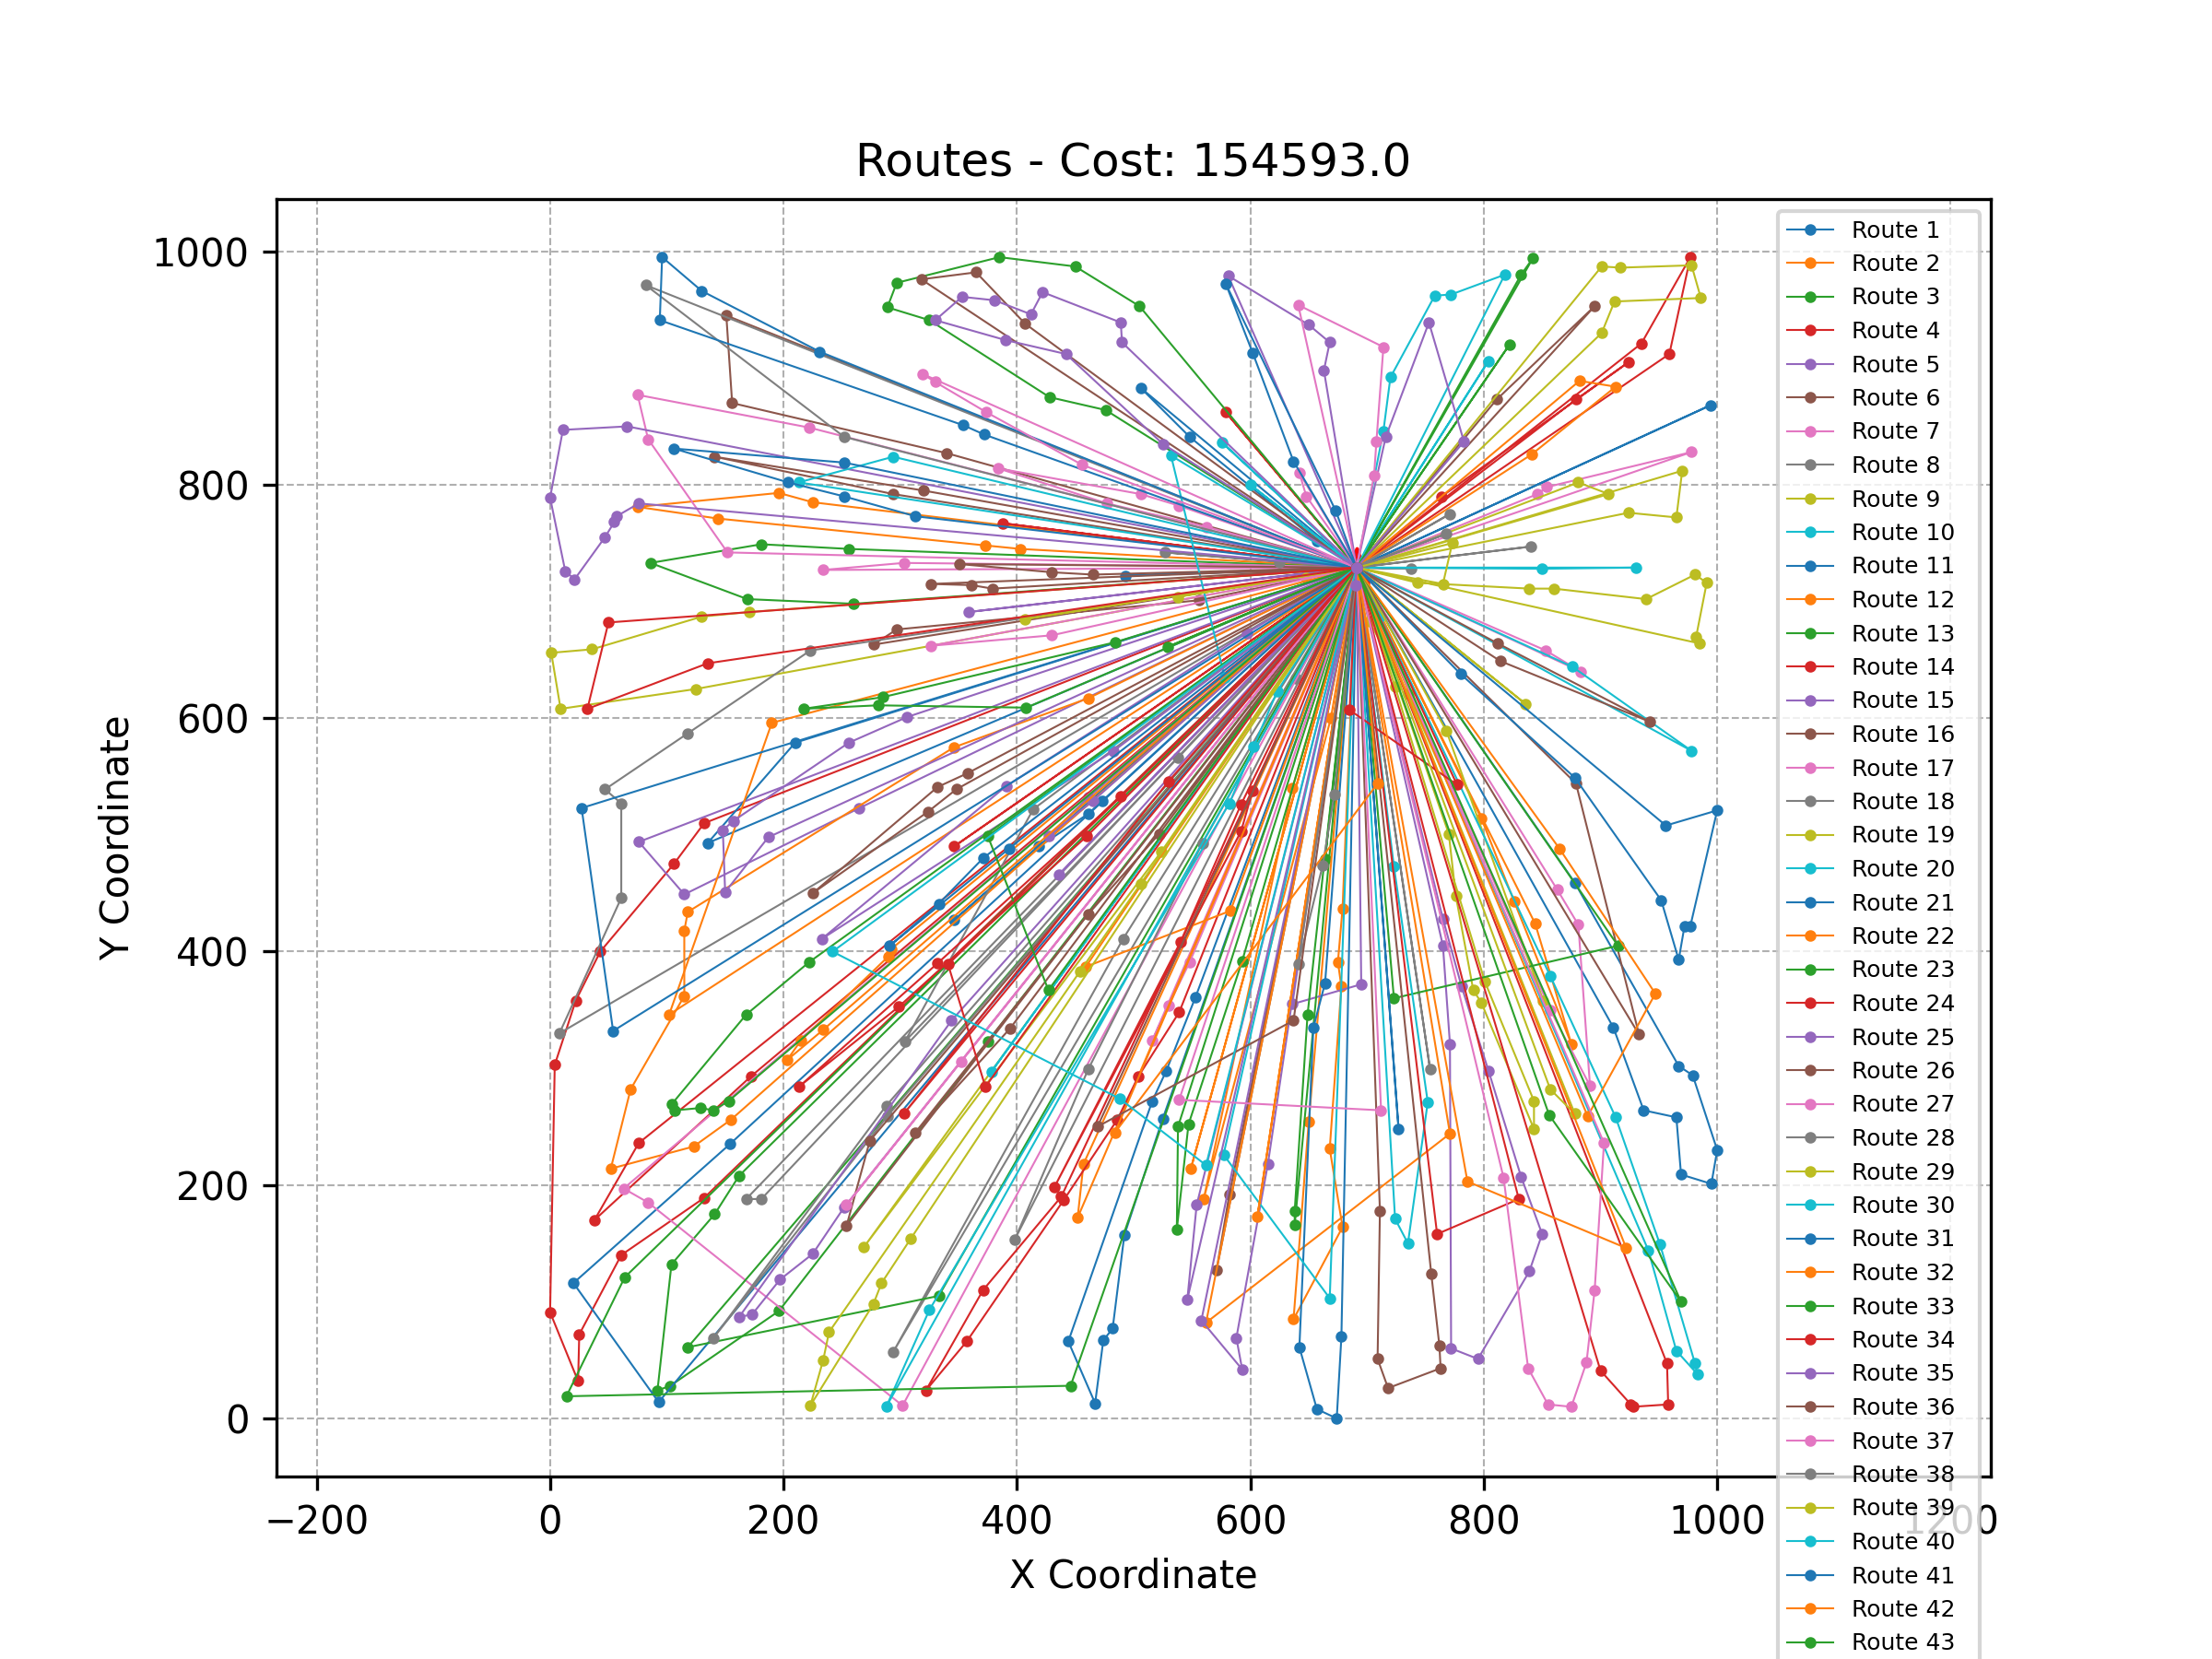 Routes - Cost: 154593.0
Y Coordinate
1000
800
600
400
200
0
−200
0
200
400
600
800
1000
1200
X Coordinate
Route 1
Route 2
Route 3
Route 4
Route 5
Route 6
Route 7
Route 8
Route 9
Route 10
Route 11
Route 12
Route 13
Route 14
Route 15
Route 16
Route 17
Route 18
Route 19
Route 20
Route 21
Route 22
Route 23
Route 24
Route 25
Route 26
Route 27
Route 28
Route 29
Route 30
Route 31
Route 32
Route 33
Route 34
Route 35
Route 36
Route 37
Route 38
Route 39
Route 40
Route 41
Route 42
Route 43